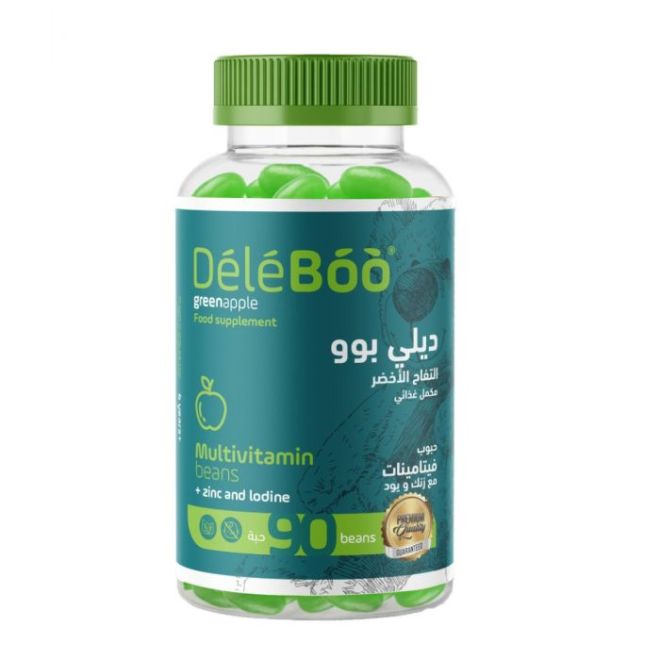 DéléBóò®
greenapple
Food supplement
ديلي بوو
التفاح الأخضر
مكمل غذائي
Multivitamin
beans
+ zinc and Iodine
حبوب
فيتامينات
مع زنك و يود
حبة 90 beans
PREMIUM
Quality
GUARANTEED